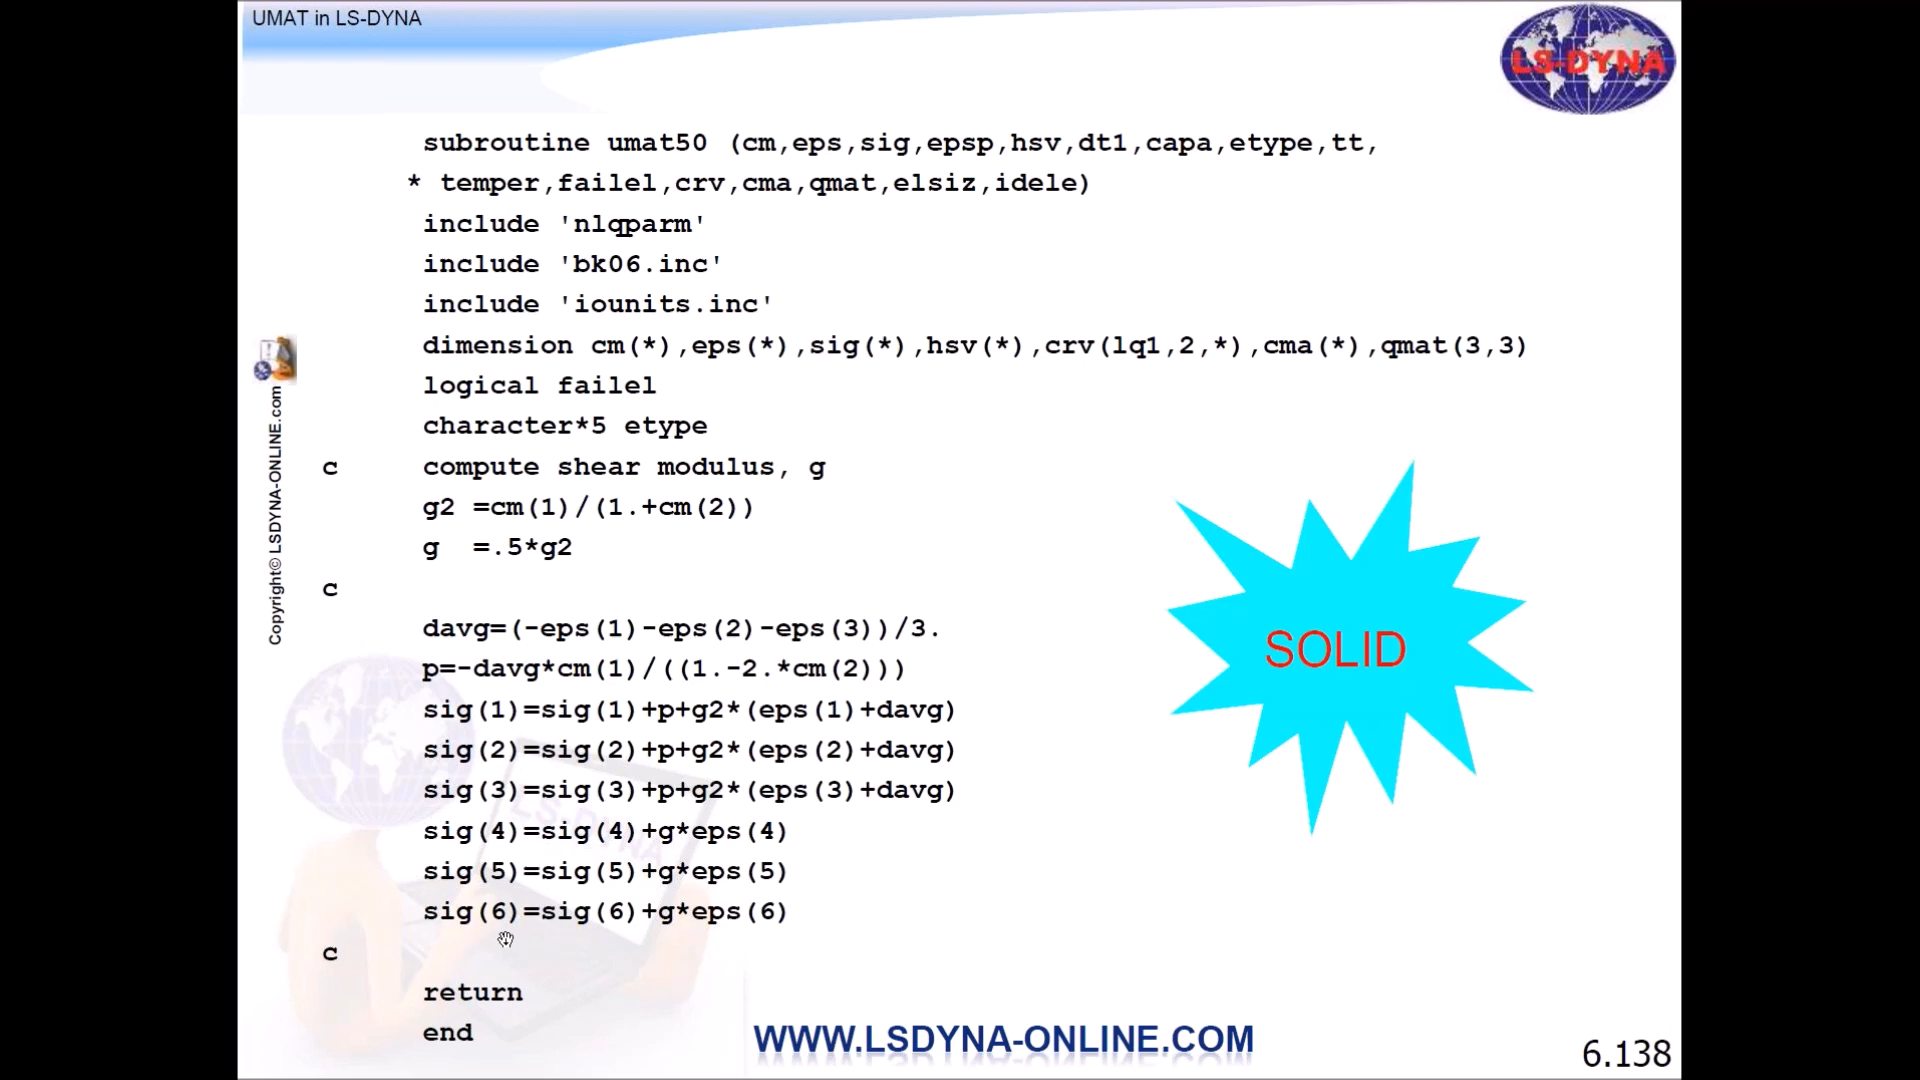 UMAT in LS-DYNA
LS-DYNA
subroutine umat50 (cm,eps,sig,epsp,hsv,dt1,capa,etype,tt,
* temper,failel,crv,cma,qmat,elsiz,idele)
include 'nlqparm'
include 'bk06.inc'
include 'iounits.inc'
dimension cm(*),eps(*),sig(*),hsv(*),crv(lq1,2,*),cma(*),qmat(3,3)
logical failel
character*5 etype
c compute shear modulus, g
g2 =cm(1)/(1.+cm(2))
g =.5*g2
c
davg=(-eps(1)-eps(2)-eps(3))/3.
p=-davg*cm(1)/((1.-2.*cm(2)))
sig(1)=sig(1)+p+g2*(eps(1)+davg)
sig(2)=sig(2)+p+g2*(eps(2)+davg)
sig(3)=sig(3)+p+g2*(eps(3)+davg)
sig(4)=sig(4)+g*eps(4)
sig(5)=sig(5)+g*eps(5)
sig(6)=sig(6)+g*eps(6)
c
return
end
SOLID
Copyright© LSDYNA-ONLINE.com
LS-DYNA
WWW.LSDYNA-ONLINE.COM
6.138